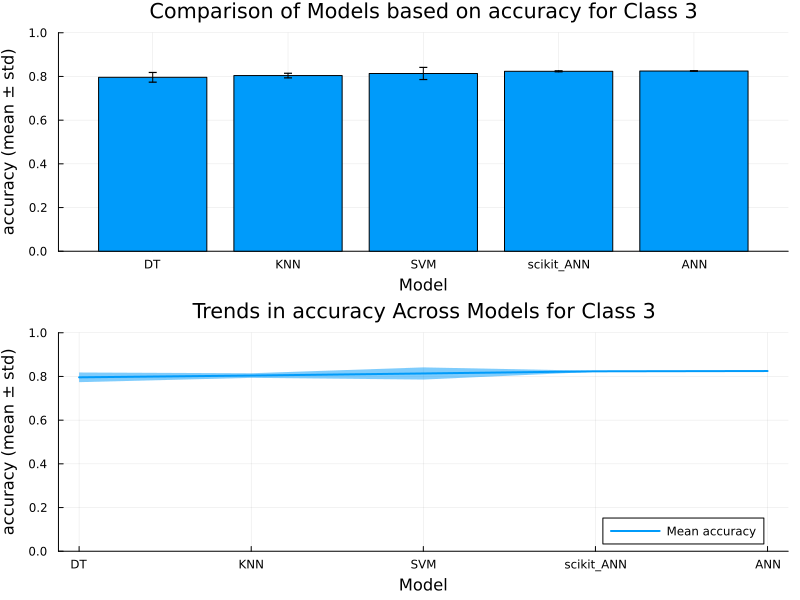 Comparison of Models based on accuracy for Class 3
accuracy (mean ± std)
1.0
0.8
0.6
0.4
0.2
0.0
DT KNN SVM scikit_ANN ANN
Model
Trends in accuracy Across Models for Class 3
accuracy (mean ± std)
1.0
0.8
0.6
0.4
0.2
0.0
Mean accuracy
DT KNN SVM scikit_ANN ANN
Model